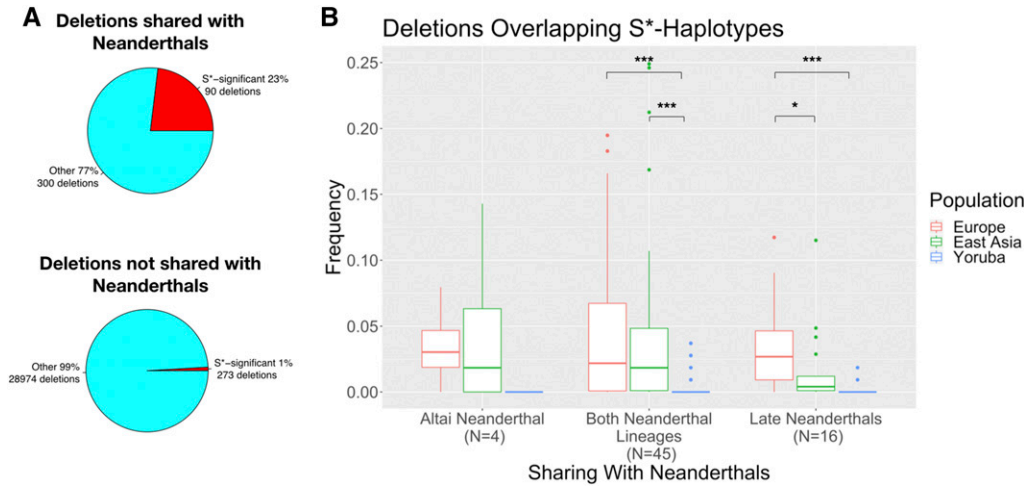 A
Deletions shared with
Neanderthals
S*−significant 23%
90 deletions
Other 77%
300 deletions
Deletions not shared with
Neanderthals
Other 99%
28974 deletions
S*−significant 1%
273 deletions
B
Deletions Overlapping S*-Haplotypes
Frequency
0.25
0.20
0.15
0.10
0.05
0.00
***
***
***
*
Altai Neanderthal
(N=4)
Both Neanderthal
Lineages
(N=45)
Late Neanderthals
(N=16)
Sharing With Neanderthals
Population
Europe
East Asia
Yoruba